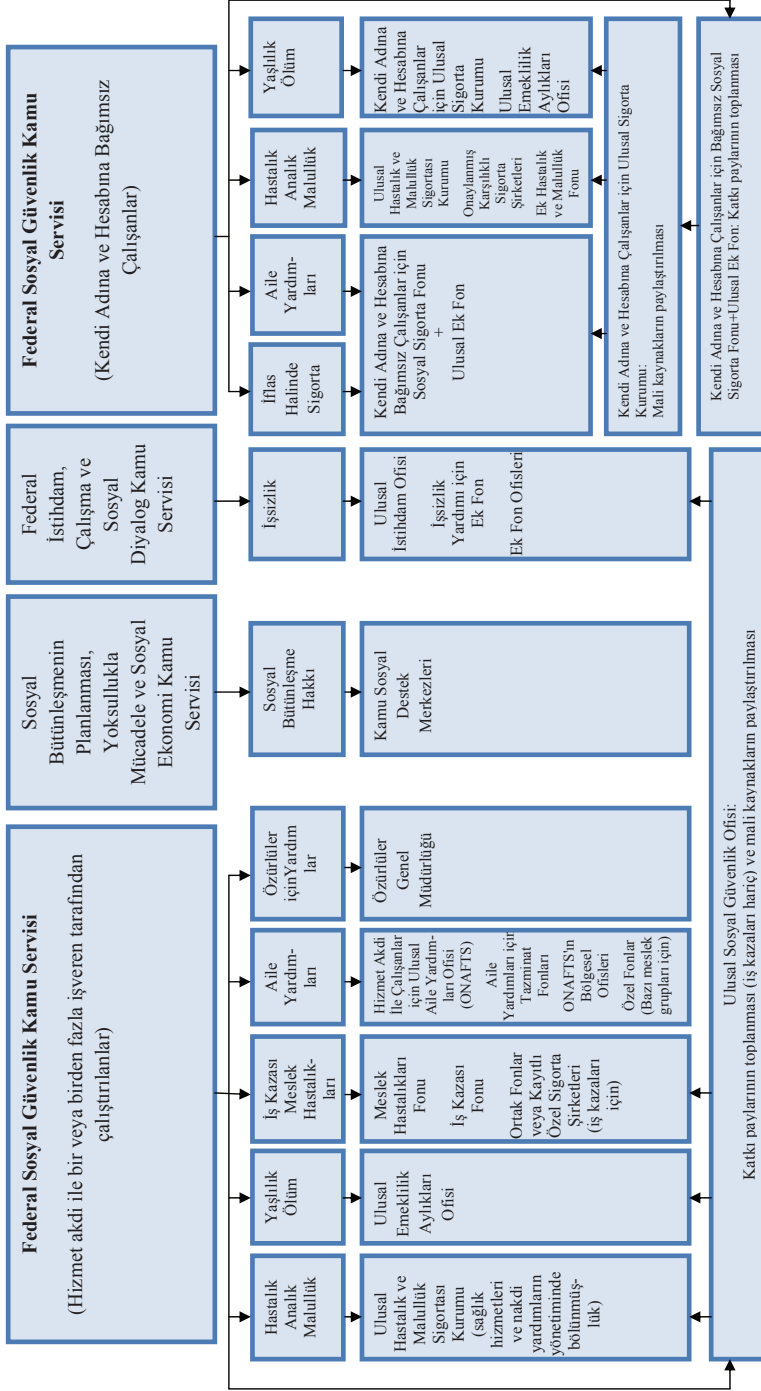 Federal Sosyal Güvenlik Kamu Servisi
(Hizmet akdi ile bir veya birden fazla işveren tarafından
çalıştırılanlar)
Sosyal
Bütünleşmenin
Planlanması,
Yoksullukla
Mücadele ve Sosyal
Ekonomi Kamu
Servisi
Federal
İstihdam,
Çalışma ve
Sosyal
Diyalog Kamu
Servisi
Federal Sosyal Güvenlik Kamu
Servisi
(Kendi Adına ve Hesabına Bağımsız
Çalışanlar)
Hastalık
Analık
Malullük
Yaşlılık
Ölüm
İş Kazası
Meslek
Hastalık-
ları
Aile
Yardım-
ları
Özürlüler
içinYardım
lar
Sosyal
Bütünleşme
Hakkı
İşsizlik
İflas
Halinde
Sigorta
Aile
Yardım-
ları
Hastalık
Analık
Malullük
Yaşlılık
Ölüm
Ulusal
Hastalık ve
Malullük
Sigortası
Kurumu
(sağlık
hizmetleri
ve nakdi
yardımların
yönetiminde
bölünmüş-
lük)
Ulusal
Emeklilik
Aylıkları
Ofisi
Meslek
Hastalıkları
Fonu
İş Kazası
Fonu
Ortak Fonlar
veya Kayıtlı
Özel Sigorta
Şirketleri
(iş kazaları
için)
Hizmet Akdi
İle Çalışanlar
için Ulusal
Aile Yardım-
ları Ofisi
(ONAFTS)
Aile
Yardımları için
Tazminat
Fonları
ONAFTS'ın
Bölgesel
Ofisleri
Özel Fonlar
(Bazı meslek
grupları için)
Özürlüler
Genel
Müdürlüğü
Kamu Sosyal
Destek
Merkezleri
Ulusal
İstihdam Ofisi
İşsizlik
Yardımı için
Ek Fon
Ek Fon Ofisleri
Kendi Adına ve Hesabına
Bağımsız Çalışanlar için
Sosyal Sigorta Fonu
+
Ulusal Ek Fon
Ulusal
Hastalık ve
Malullük
Sigortası
Kurumu
Onaylanmış
Karşılıklı
Sigorta
Şirketleri
Ek Hastalık
ve Malullük
Fonu
Kendi Adına
ve Hesabına
Çalışanlar
için Ulusal
Sigorta
Kurumu
Ulusal
Emeklilik
Aylıkları
Ofisi
Kendi Adına ve Hesabına Çalışanlar için Ulusal Sigorta
Kurumu:
Mali kaynakların paylaştırılması
Ulusal Sosyal Güvenlik Ofisi:
Katkı paylarının toplanması (iş kazaları hariç) ve mali kaynakların paylaştırılması
Kendi Adına ve Hesabına Çalışanlar için Bağımsız Sosyal
Sigorta Fonu+Ulusal Ek Fon: Katkı paylarının toplanması